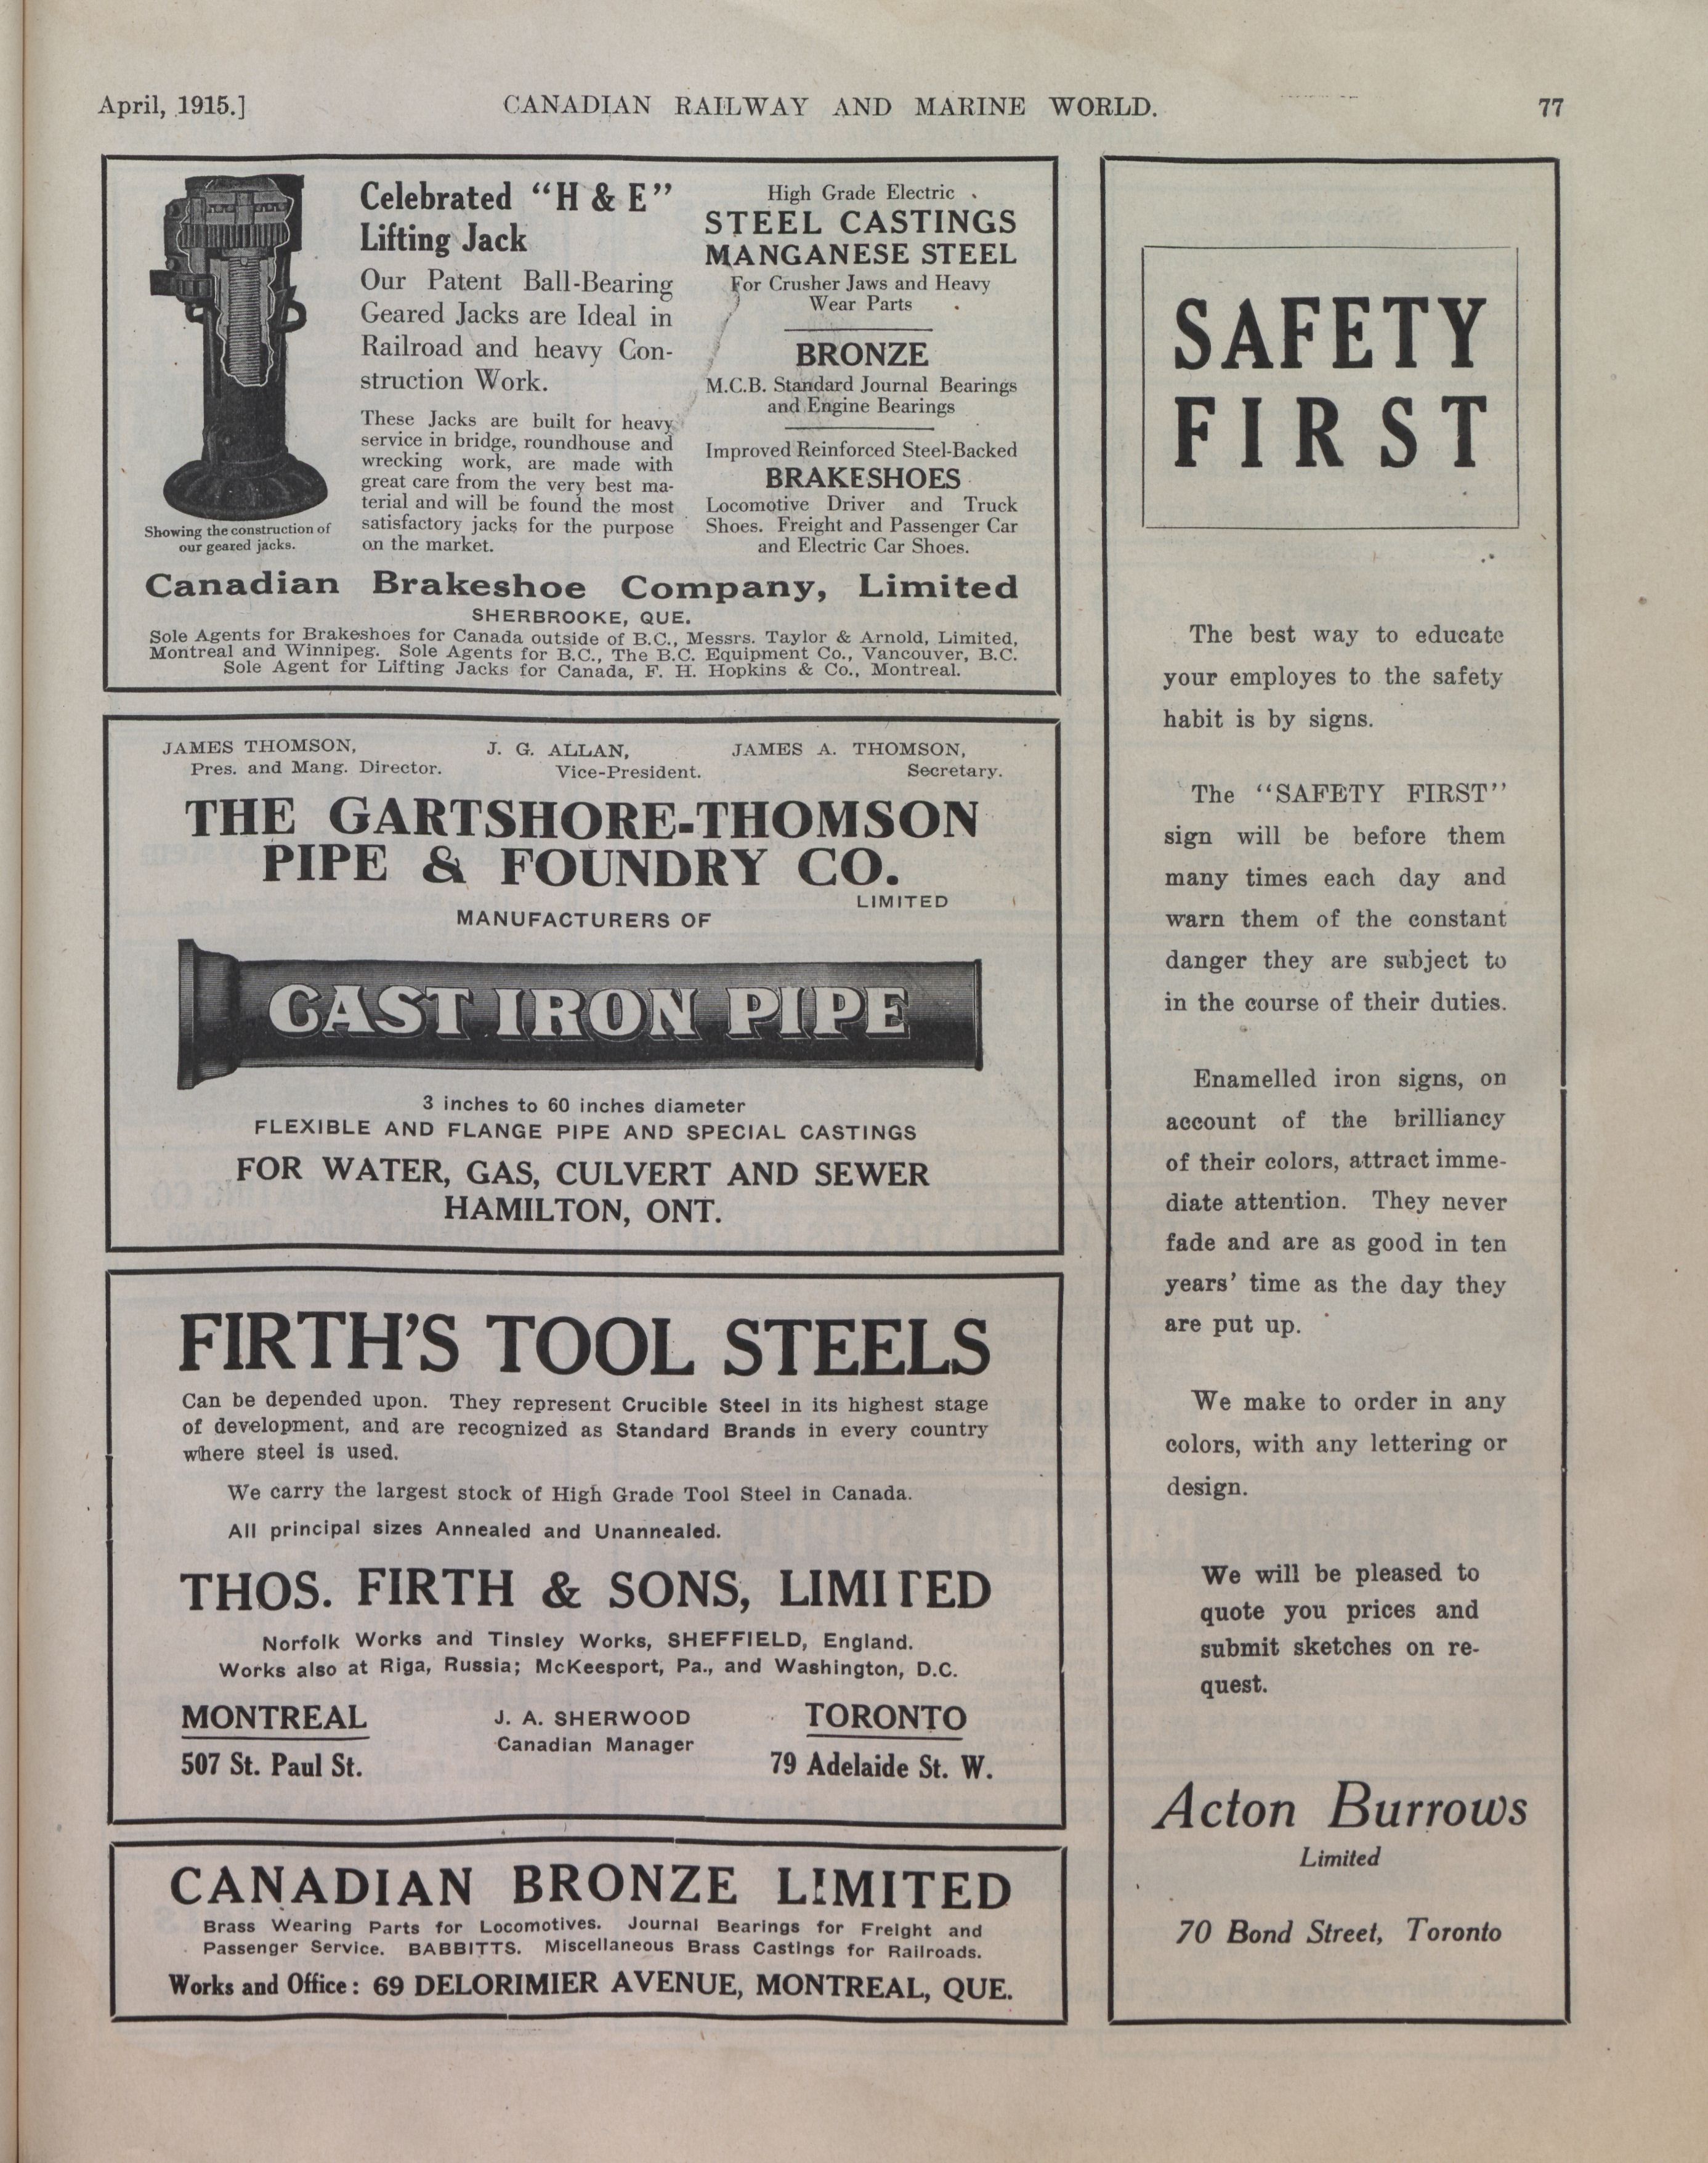 April, 1915.]
CANADIAN RAILWAY AND MARINE WORLD.
77
Celebrated "H & E"
Lifting Jack
Our Patent Ball-Bearing
Geared Jacks are Ideal in
Railroad and heavy Con-
struction Work.
These Jacks are built for heavy
service in bridge, roundhouse and
wrecking work, are made with
great care from the very best ma-
terial and will be found the most
satisfactory jacks for the purpose
on the market.
Showing the construction of
our geared jacks.
High Grade Electric
STEEL CASTINGS
MANGANESE STEEL
For Crusher Jaws and Heavy
Wear Parts
BRONZE
M.C.B. Standard Journal Bearings
and Engine Bearings
Improved Reinforced Steel-Backed
BRAKESHOES
Locomotive Driver and Truck
Shoes. Freight and Passenger Car
and Electric Car Shoes.
Canadian Brakeshoe Company, Limited
SHERBROOKE, QUE.
Sole Agents for Brakeshoes for Canada outside of B.C., Messrs. Taylor & Arnold, Limited,
Montreal and Winnipeg. Sole Agents for B.C., The B.C. Equipment Co., Vancouver, B.C.
Sole Agent for Lifting Jacks for Canada, F. H. Hopkins & Co., Montreal.
JAMES THOMSON,
Pres. and Mang. Director.
J. G. ALLAN,
Vice-President.
JAMES A. THOMSON,
Secretary.
THE GARTSHORE-THOMSON
PIPE & FOUNDRY CO.
LIMITED
MANUFACTURERS OF
CAST IRON PIPE
3 inches to 60 inches diameter
FLEXIBLE AND FLANGE PIPE AND SPECIAL CASTINGS
FOR WATER, GAS, CULVERT AND SEWER
HAMILTON, ONT.
FIRTH'S TOOL STEELS
Can be depended upon. They represent Crucible Steel in its highest stage
of development, and are recognized as Standard Brands in every country
where steel is used.
We carry the largest stock of High Grade Tool Steel in Canada.
All principal sizes Annealed and Unannealed.
THOS. FIRTH & SONS, LIMITED
Norfolk Works and Tinsley Works, SHEFFIELD, England.
Works also at Riga, Russia; McKeesport, Pa., and Washington, D.C.
MONTREAL
507 St. Paul St.
J. A. SHERWOOD
Canadian Manager
TORONTO
79 Adelaide St. W.
CANADIAN BRONZE LIMITED
Brass Wearing Parts for Locomotives. Journal Bearings for Freight and
Passenger Service. BABBITTS. Miscellaneous Brass Castings for Railroads.
Works and Office: 69 DELORIMIER AVENUE, MONTREAL, QUE.
SAFETY
FIRST
The best way to educate
your employes to the safety
habit is by signs.
The "SAFETY FIRST"
sign will be before them
many times each day and
warn them of the constant
danger they are subject to
in the course of their duties.
Enamelled iron signs, on
account of the brilliancy
of their colors, attract imme-
diate attention. They never
fade and are as good in ten
years' time as the day they
are put up.
We make to order in any
colors, with any lettering or
design.
We will be pleased to
quote you prices and
submit sketches on re-
quest.
Acton Burrows
Limited
70 Bond Street, Toronto